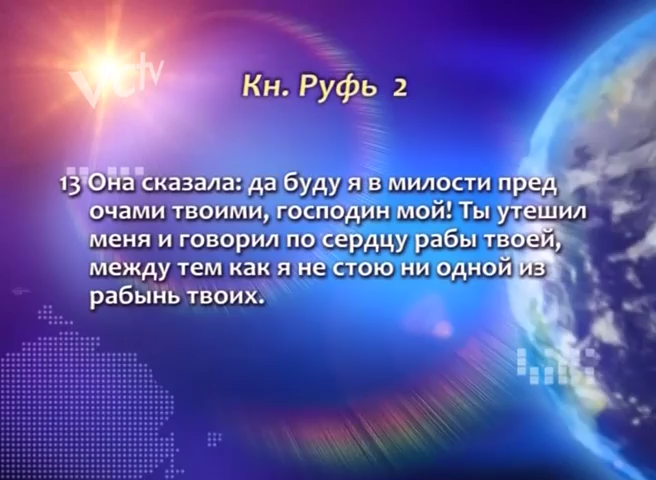 vctv
Кн. Руфь 2
13 Она сказала: да буду я в милости пред
очами твоими, господин мой! Ты утешил
меня и говорил по сердцу рабы твоей,
между тем как я не стою ни одной из
рабынь твоих.